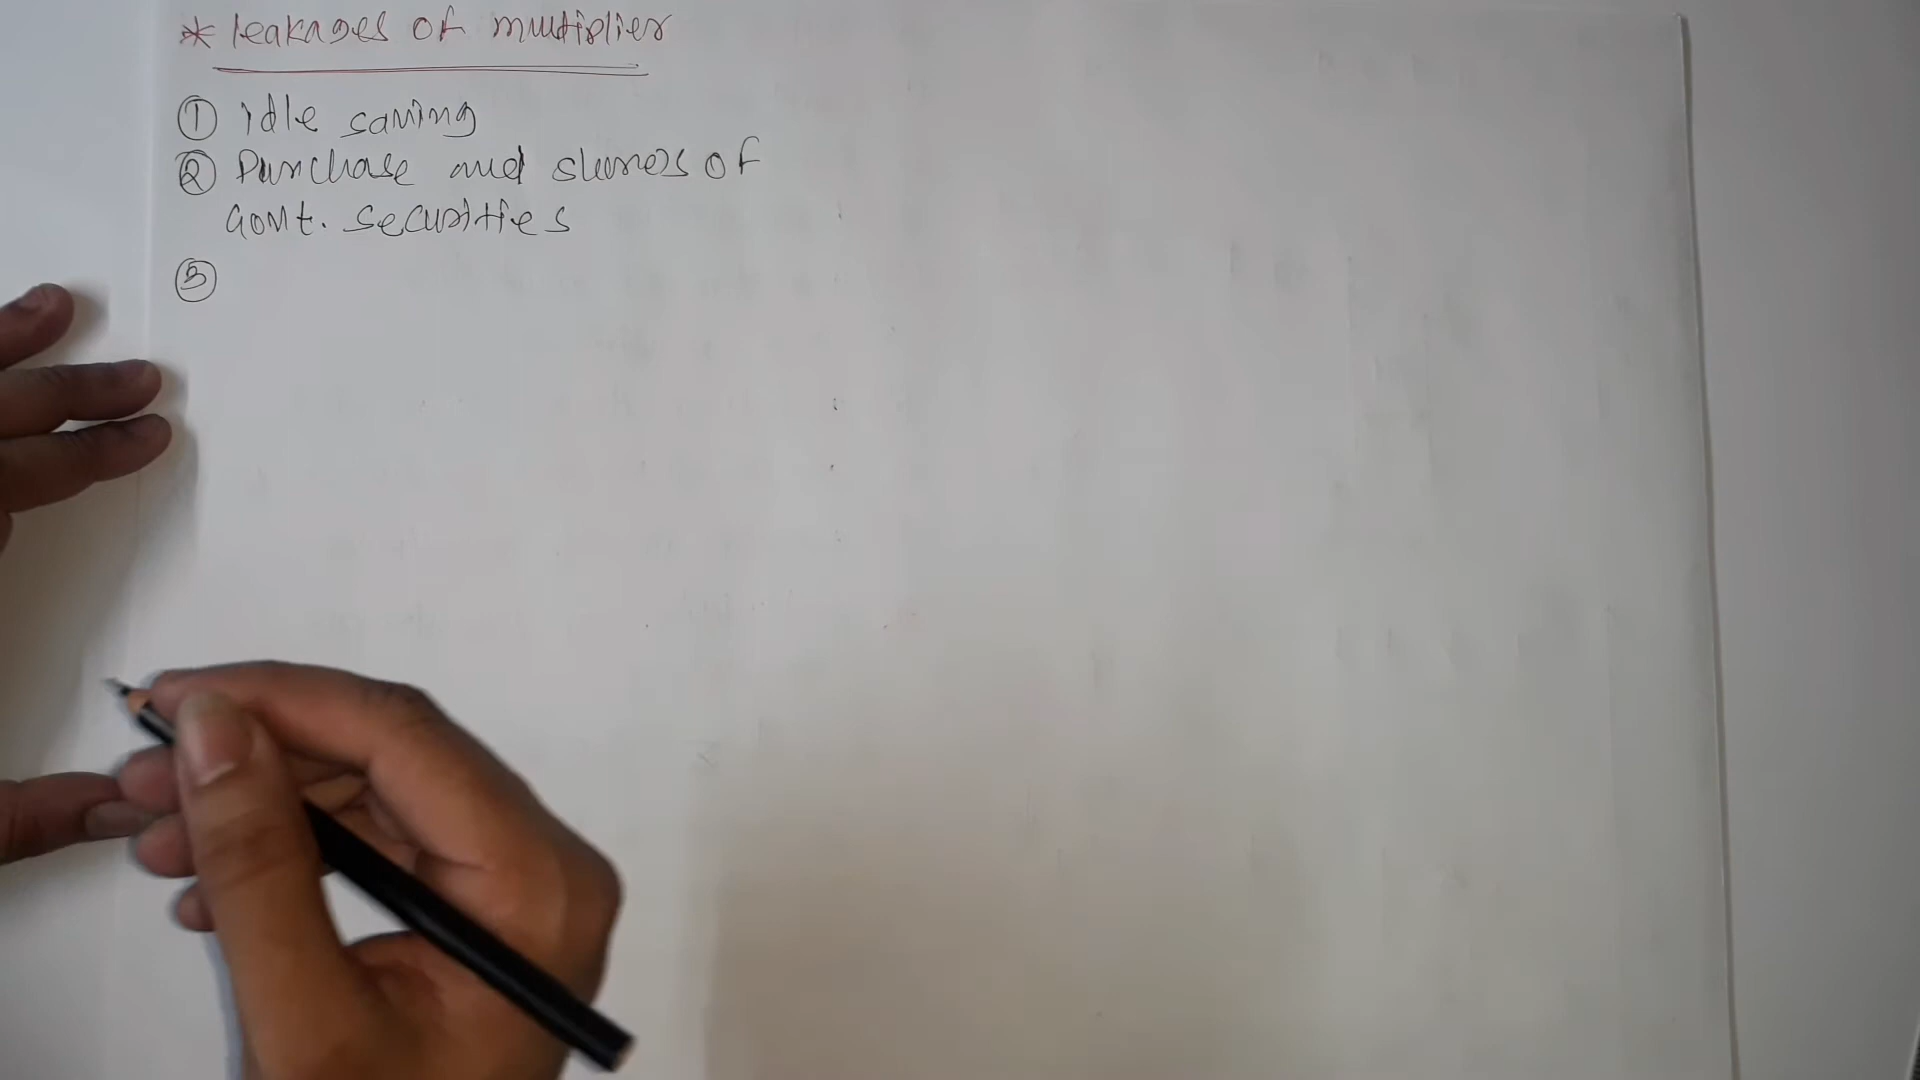 * leakages of multiplier
① idle saving
② Purchase and shares of
Govt. securities
③